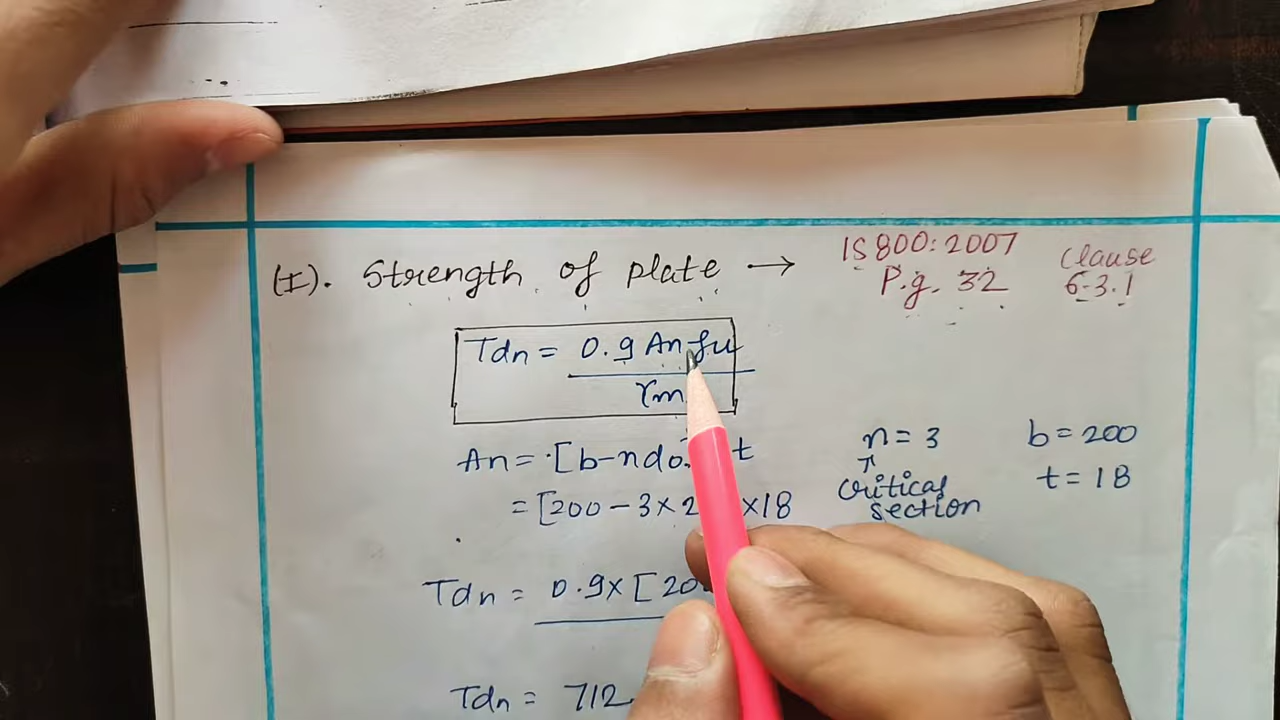 (I). Strength of plate → IS 800:2007 Clause
P.g. 32 6.3.1
Tdn = 0.9 An fu
γm
An = [b-ndo] t n = 3 b = 200
= [200 - 3 × 2 ×18 ↑ t = 18
critical
section
Tdn = 0.9× [ 20
Tdn = 712